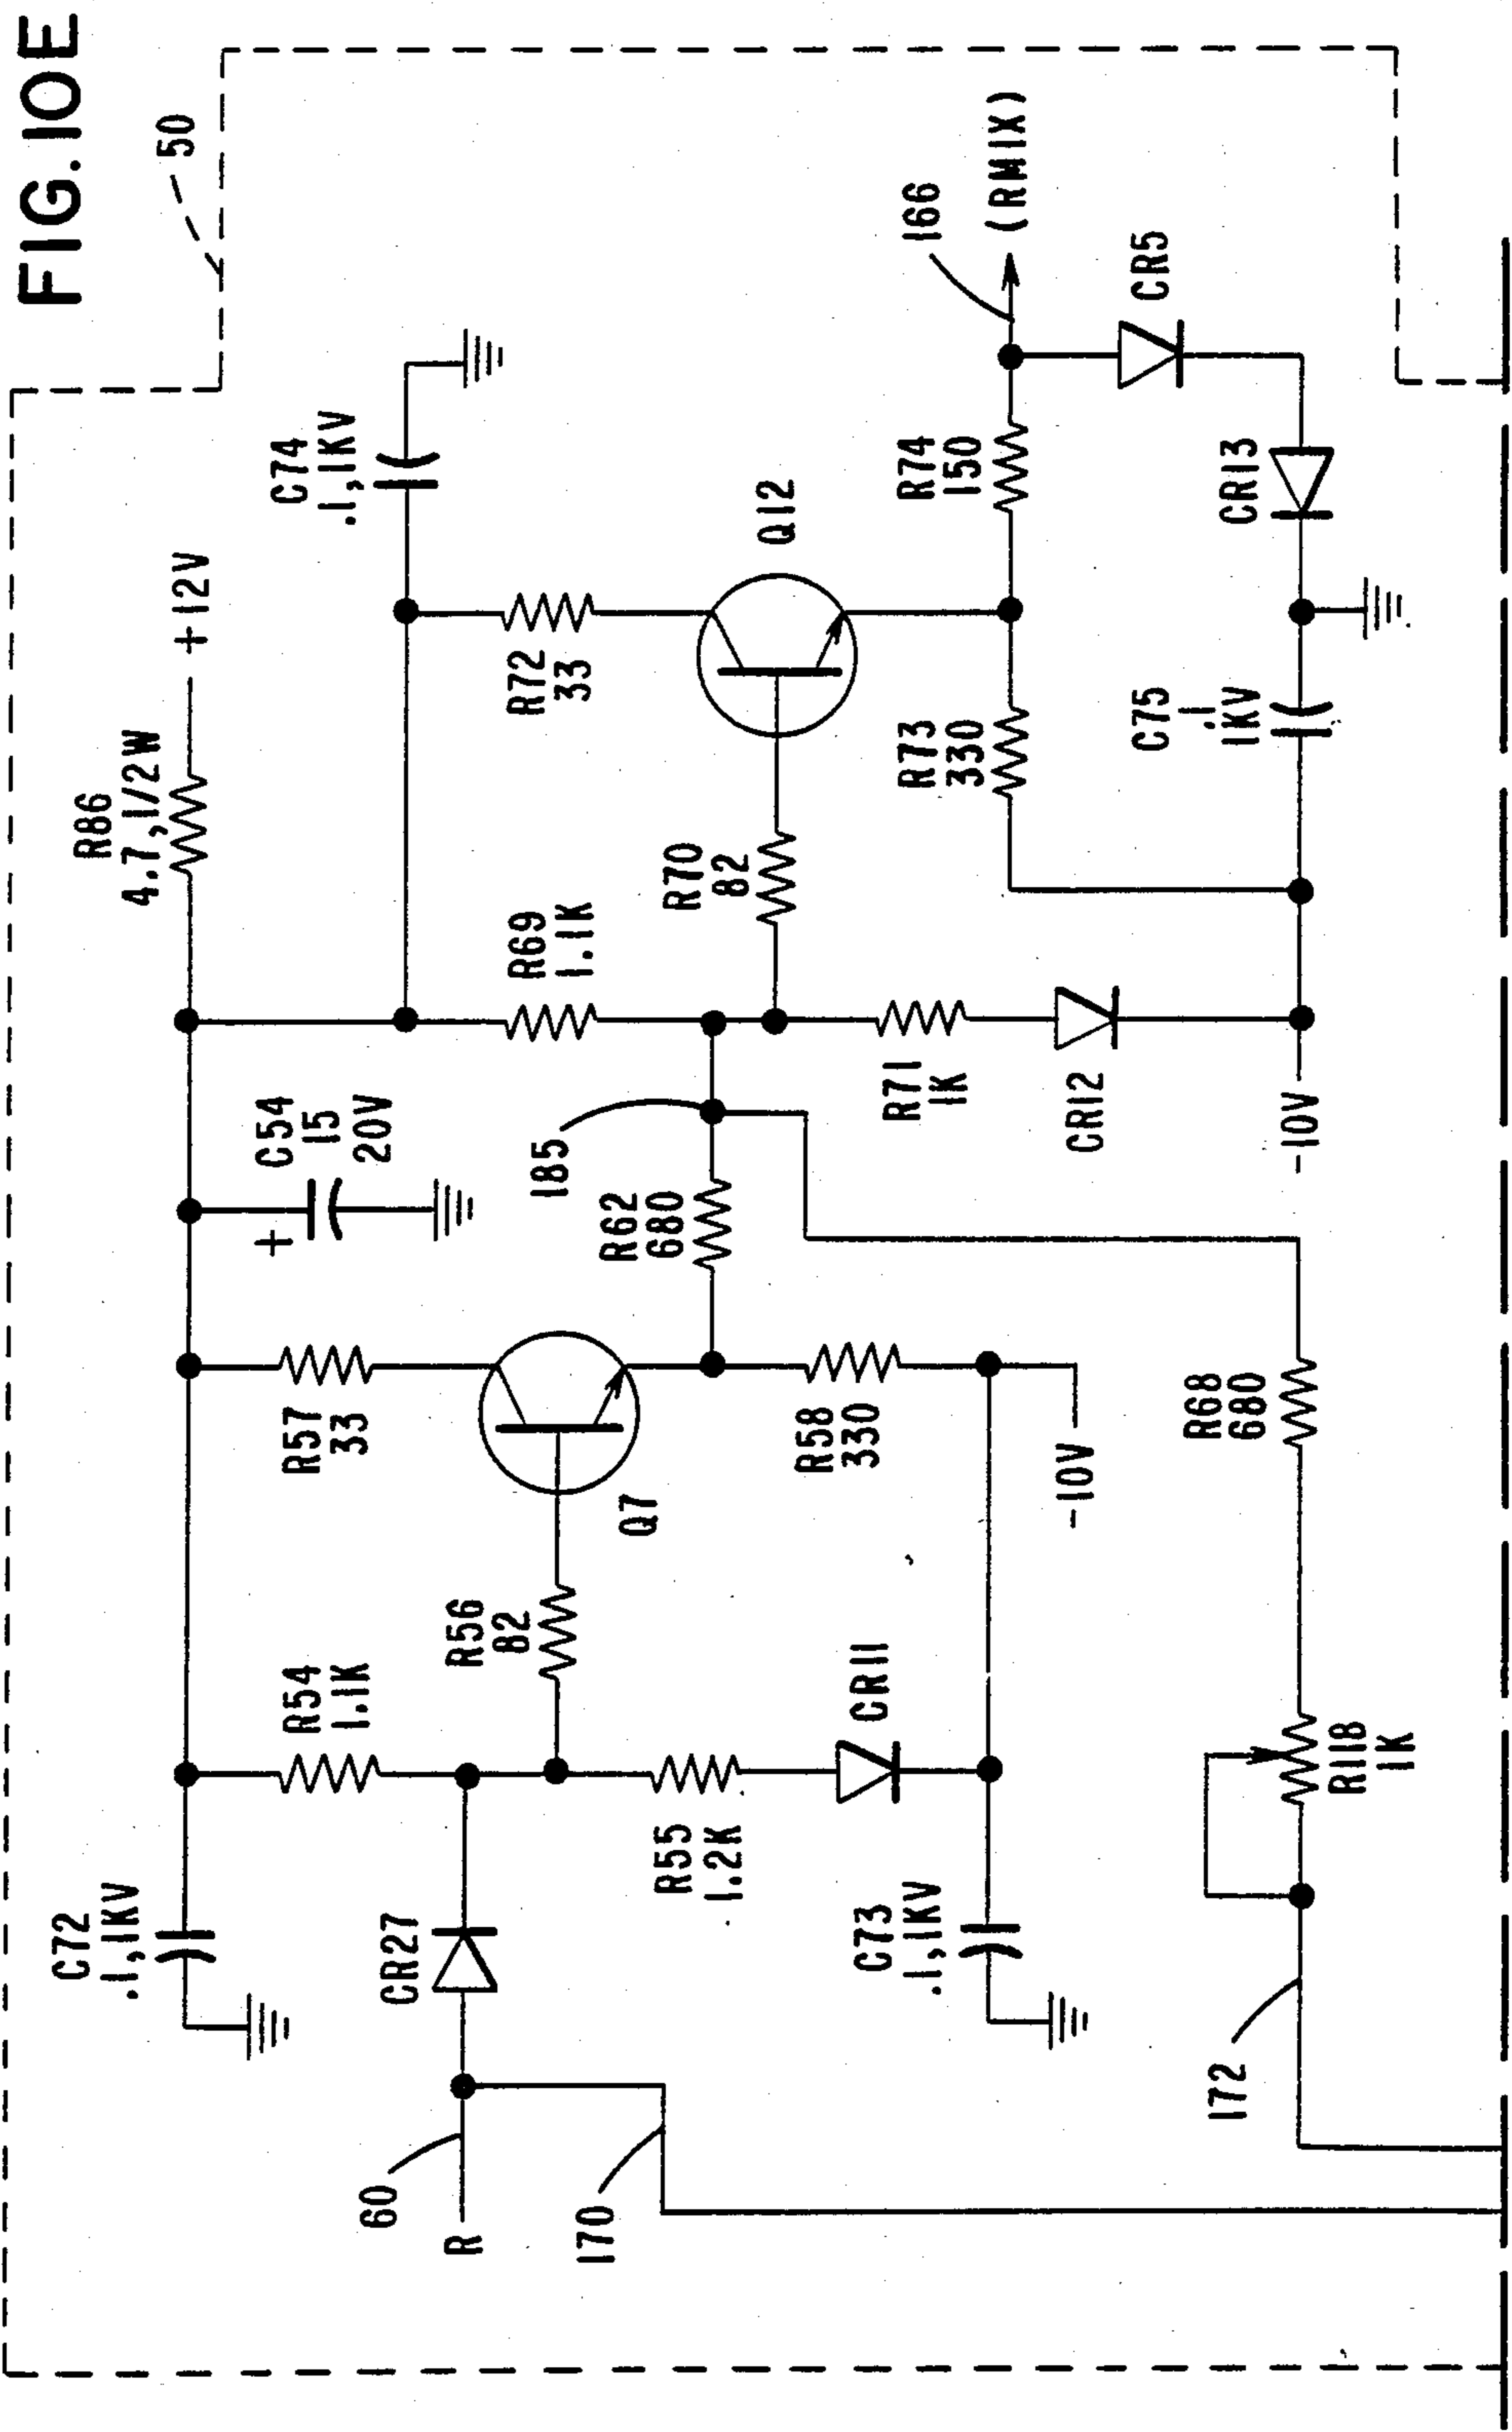 FIG.10E
50
R86
4.7,1/2W
+12V
C74
.1,1KV
C54
15
20V
+
C72
.1,1KV
R54
1.1K
R57
33
R69
1.1K
R72
33
Q12
166
(RMIX)
R74
150
CR5
CR13
R73
330
C75
.1
1KV
R70
82
R71
1K
CR12
-10V
185
R62
680
Q7
R56
82
R58
330
-10V
R68
680
CR27
R55
1.2K
CR11
C73
.1,1KV
R118
1K
172
60
R
170